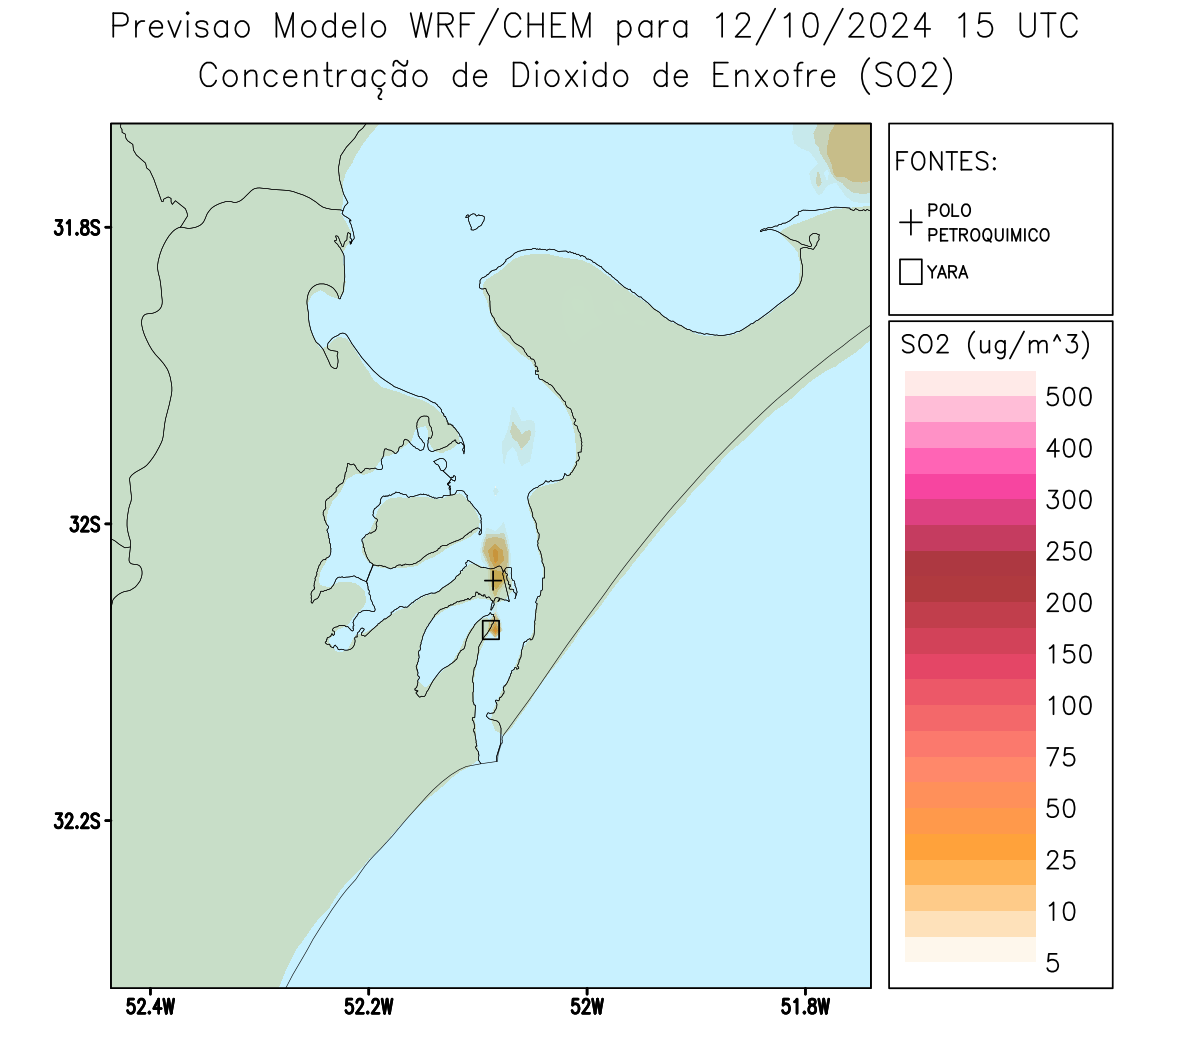 Previsao Modelo WRF/CHEM para 12/10/2024 15 UTC
Concentração de Dioxido de Enxofre (SO2)
FONTES:
POLO
PETROQUIMICO
YARA
SO2 (ug/m^3)
500
400
300
250
200
150
100
75
50
25
10
5
31.8S
32S
32.2S
52.4W
52.2W
52W
51.8W